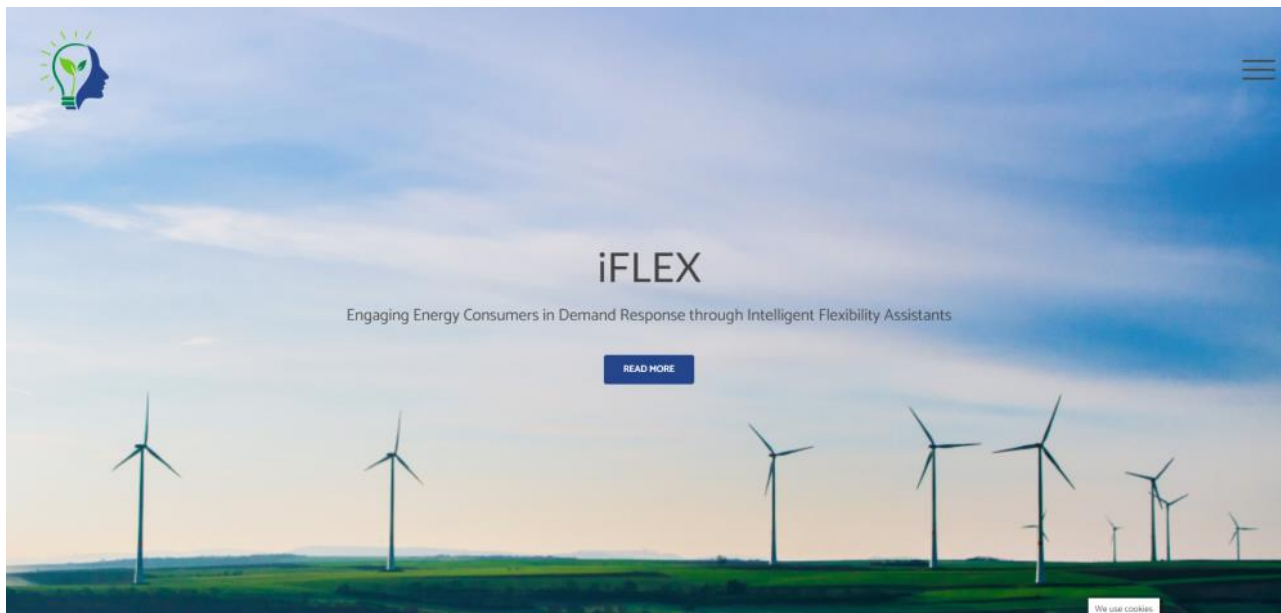 iFLEX
Engaging Energy Consumers in Demand Response through Intelligent Flexibility Assistants
READ MORE
We use cookies